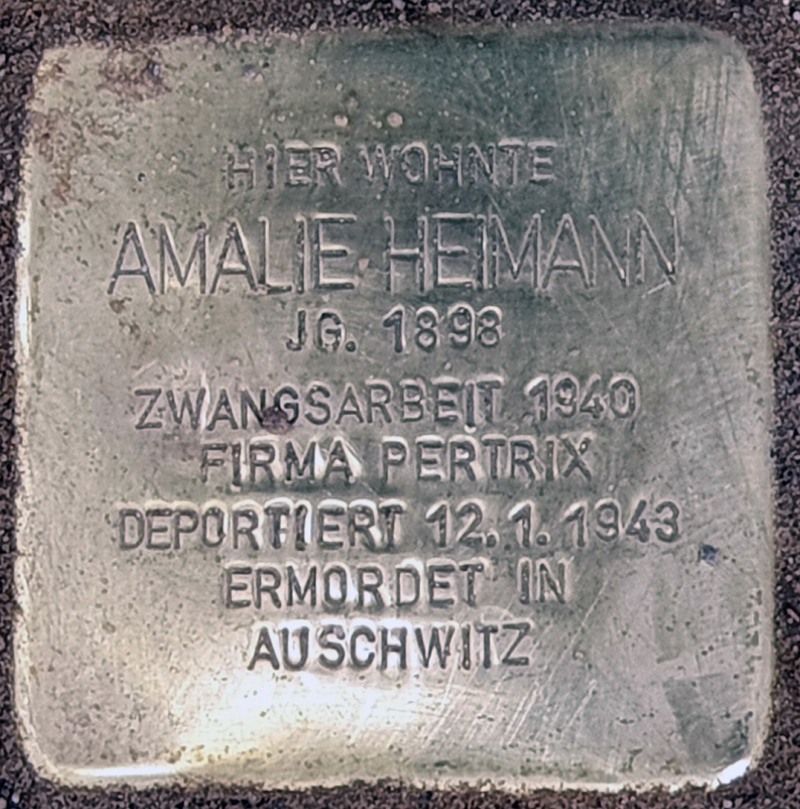 HIER WOHNTE
AMALIE HEIMANN
JG. 1898
ZWANGSARBEIT 1940
FIRMA PERTRIX
DEPORTIERT 12.1.1943
ERMORDET IN
AUSCHWITZ